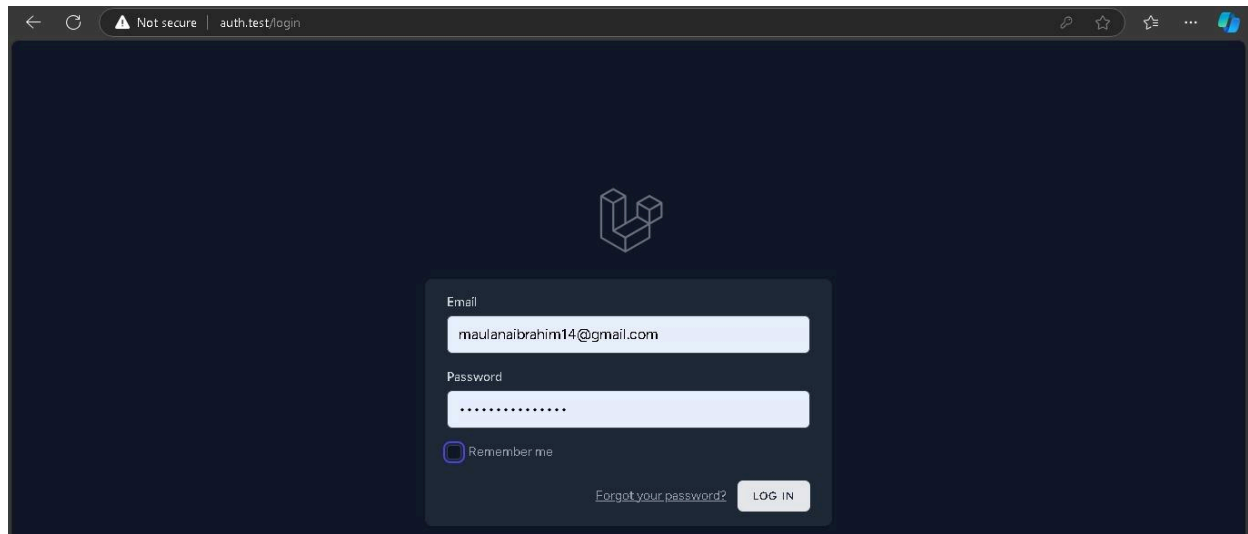 Not secure auth.test/login
Email
maulanaibrahim14@gmail.com
Password
•••••••••••••••
Remember me
Forgot your password? LOG IN